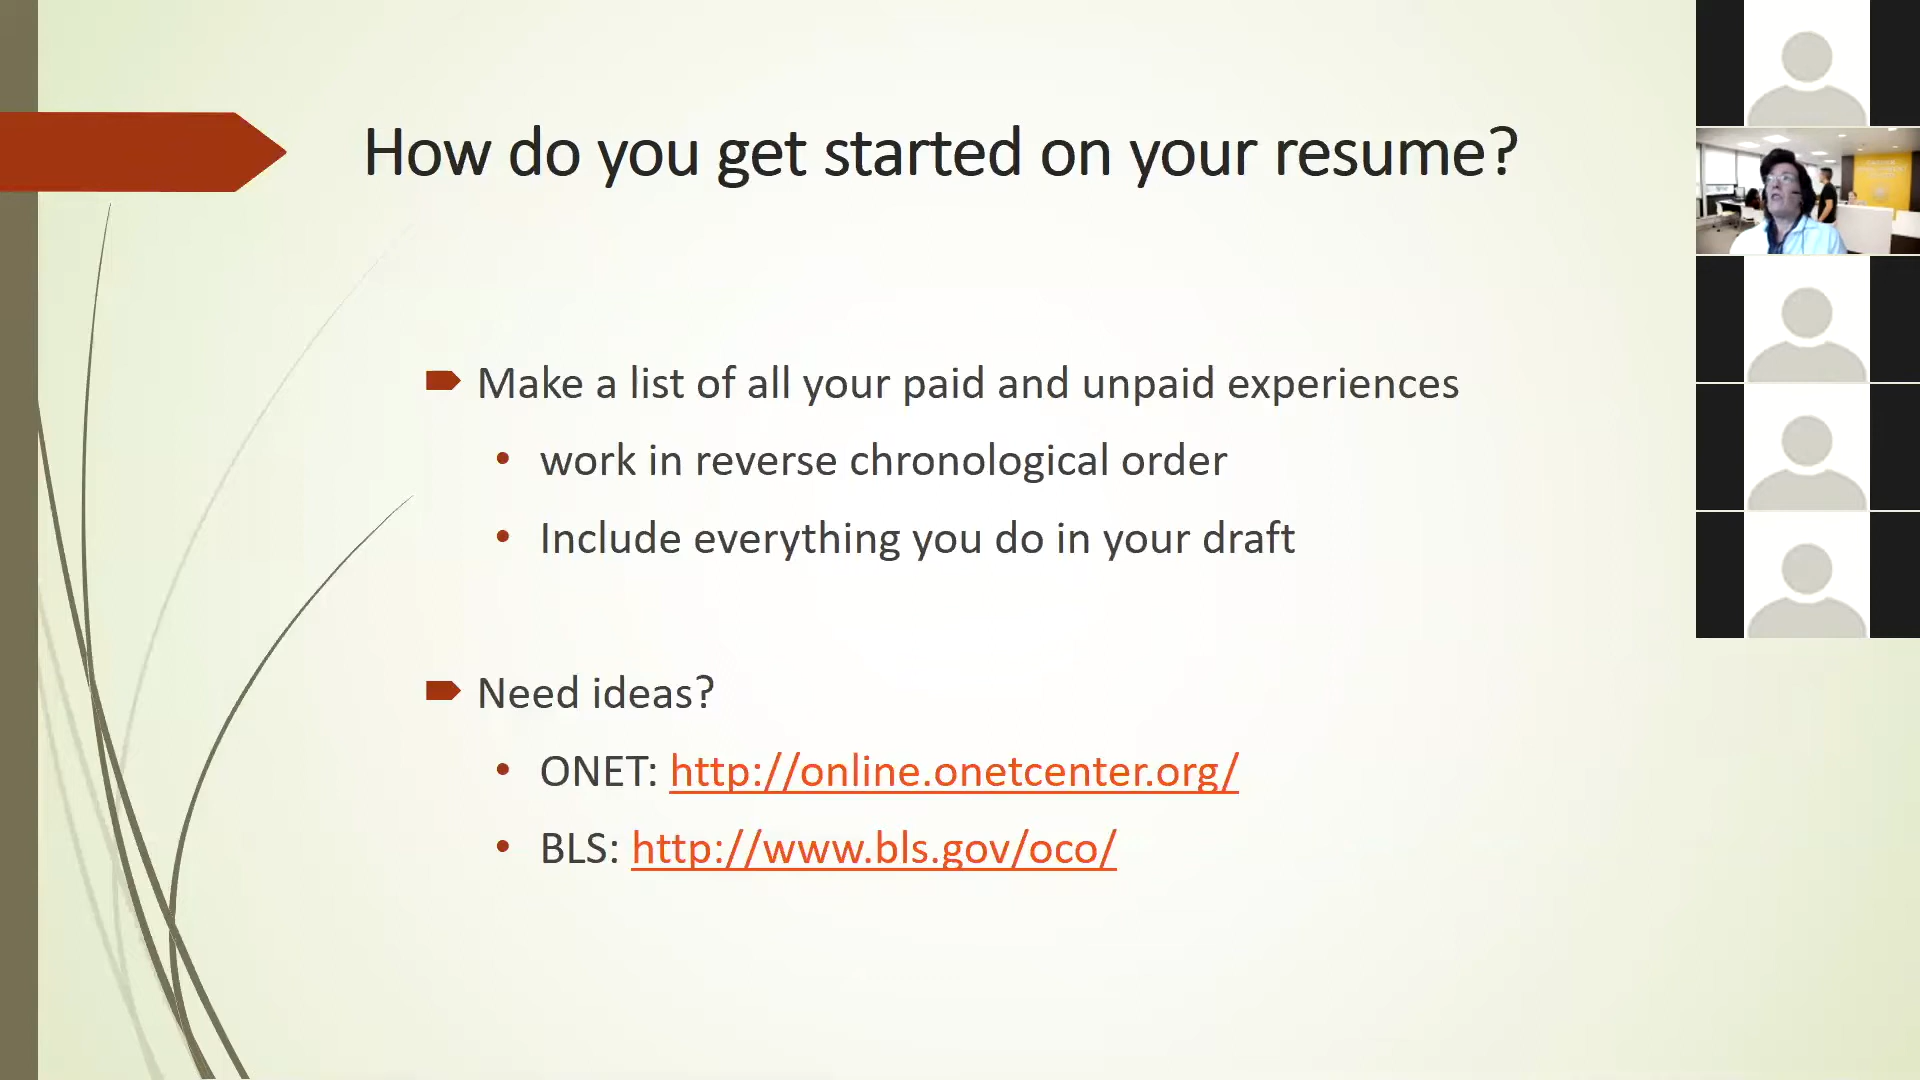 How do you get started on your resume?
Make a list of all your paid and unpaid experiences
work in reverse chronological order
Include everything you do in your draft
Need ideas?
ONET: http://online.onetcenter.org/
BLS: http://www.bls.gov/oco/